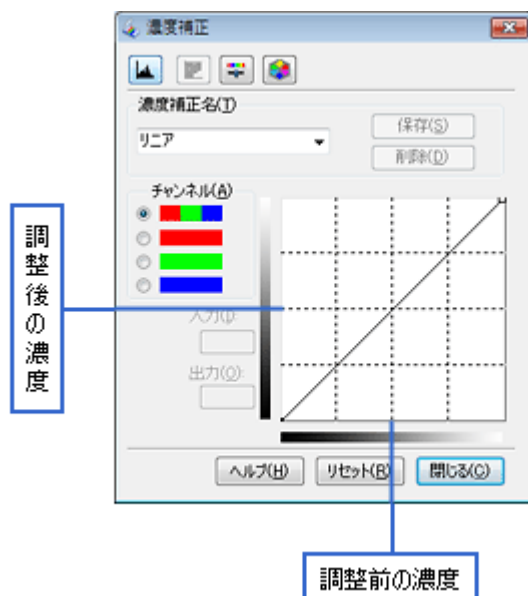 濃度補正
濃度補正名(T)
リニア
保存(S)
削除(D)
チャンネル(A)
調整後の濃度
入力(I):
出力(O):
ヘルプ(H)
リセット(R)
閉じる(C)
調整前の濃度